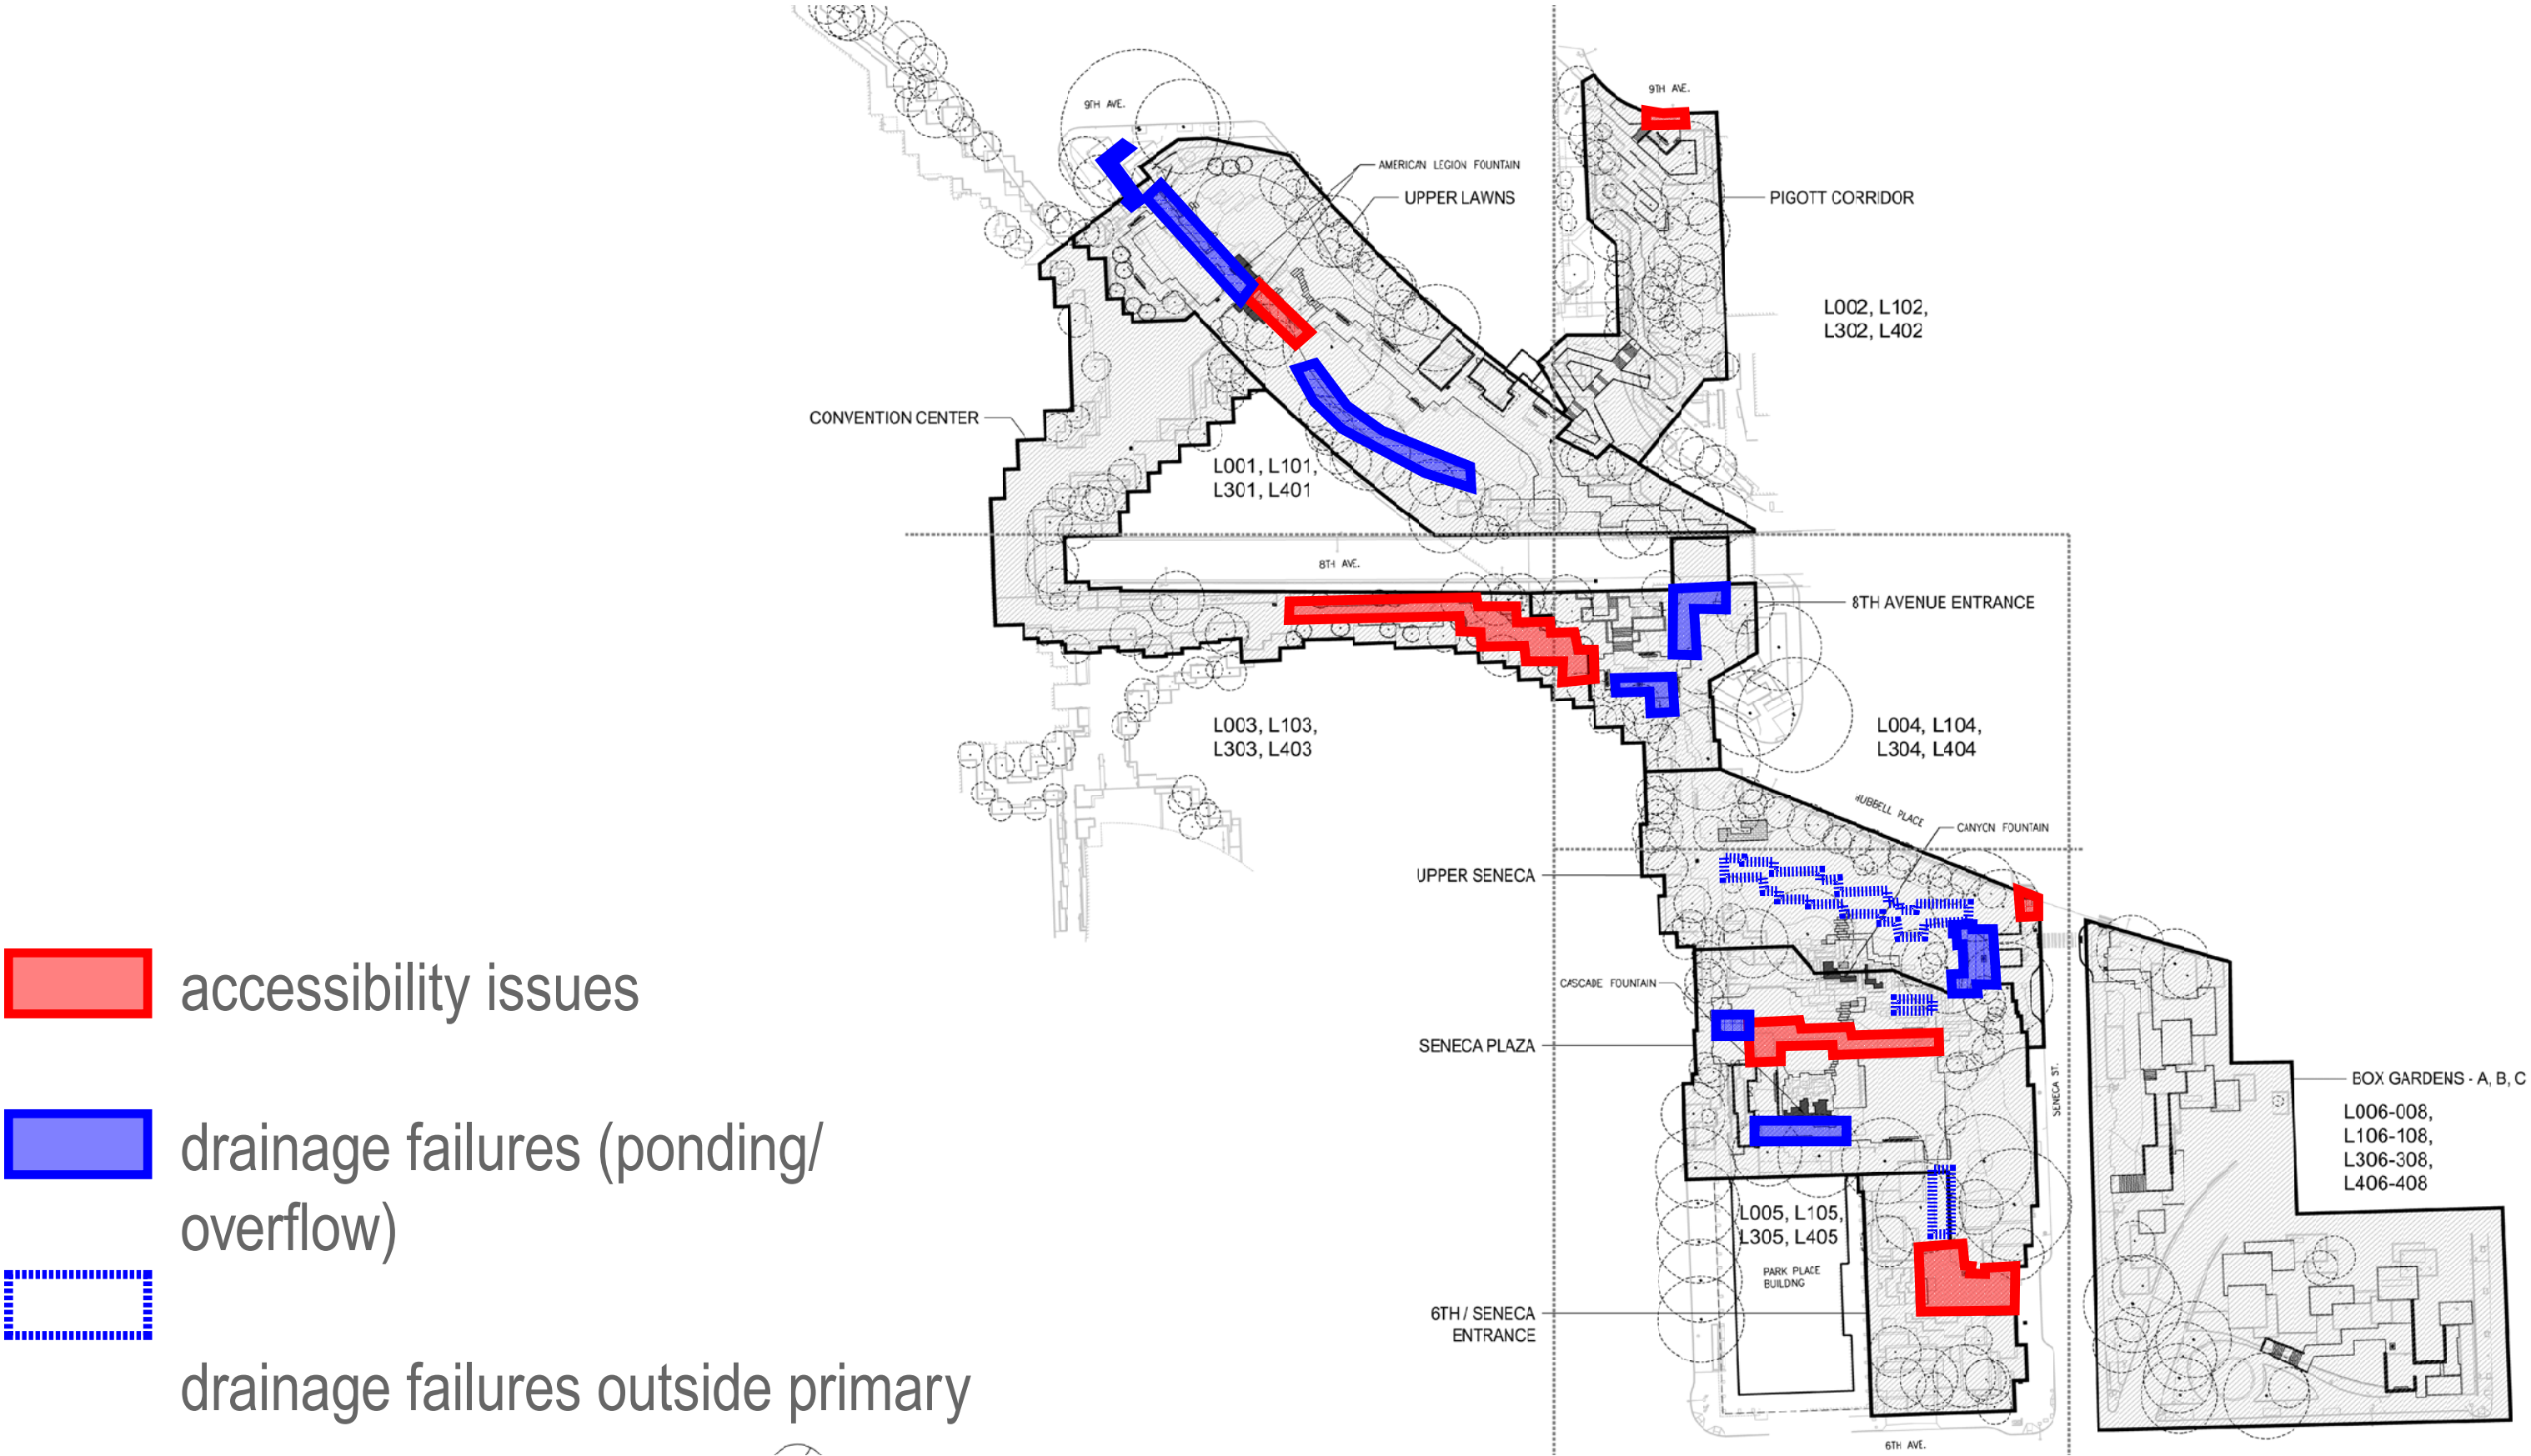 9TH AVE.
9TH AVE.
AMERICAN LEGION FOUNTAIN
UPPER LAWNS
PIGOTT CORRIDOR
L002, L102,
L302, L402
CONVENTION CENTER
L001, L101,
L301, L401
8TH AVE.
8TH AVENUE ENTRANCE
L003, L103,
L303, L403
L004, L104,
L304, L404
HUBBELL PLACE
CANYON FOUNTAIN
UPPER SENECA
CASCADE FOUNTAIN
SENECA PLAZA
SENECA ST.
BOX GARDENS - A, B, C
L006-008,
L106-108,
L306-308,
L406-408
L005, L105,
L305, L405
PARK PLACE
BUILDING
6TH / SENECA
ENTRANCE
6TH AVE.
accessibility issues
drainage failures (ponding/
overflow)
drainage failures outside primary